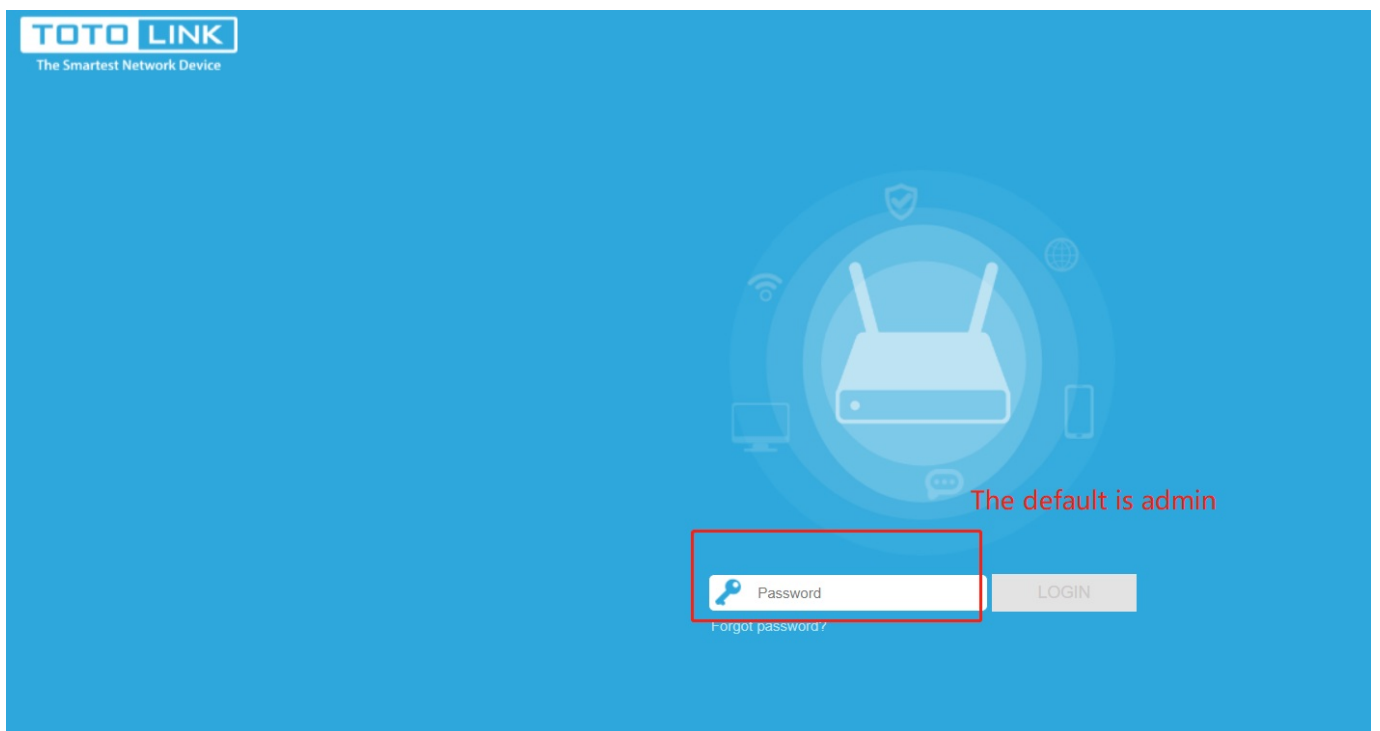 TOTO LINK
The Smartest Network Device
The default is admin
Password
LOGIN
Forgot password?